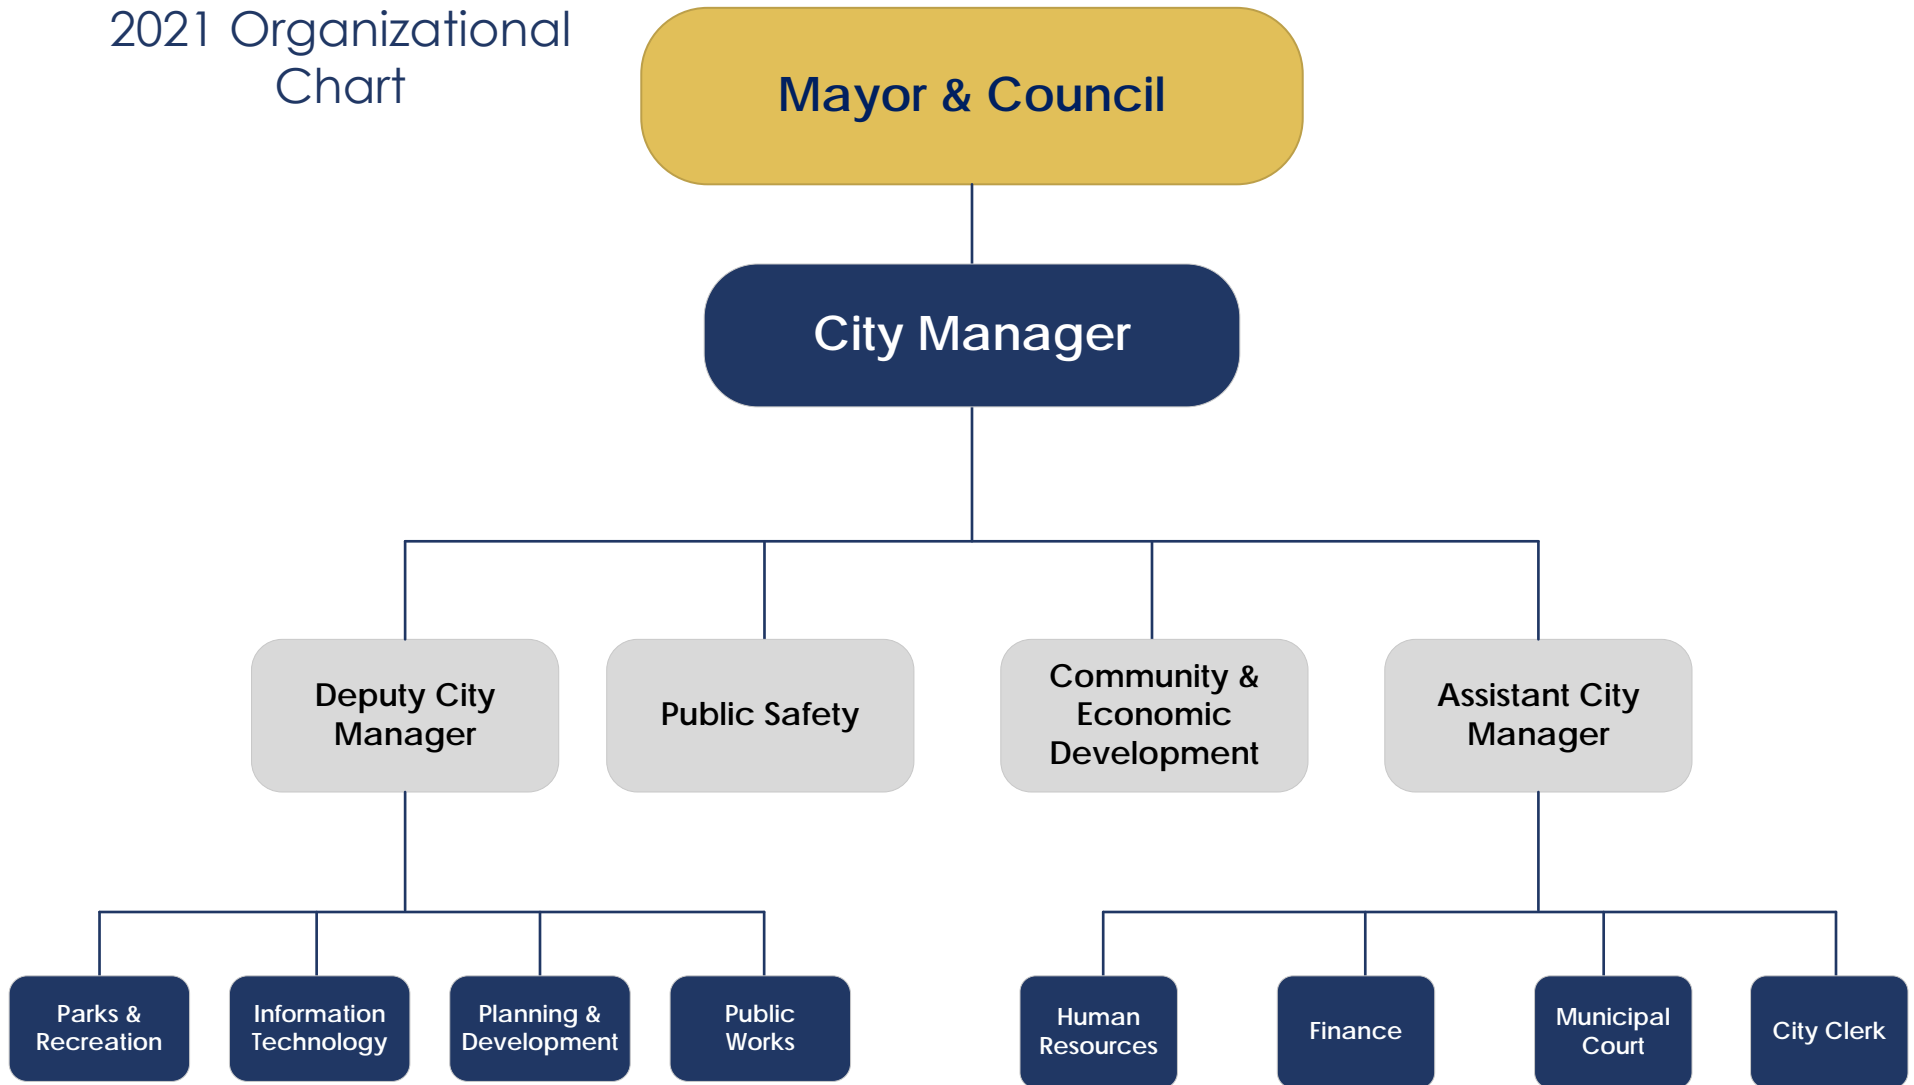 2021 Organizational
Chart
Mayor & Council
City Manager
Deputy City
Manager
Public Safety
Community &
Economic
Development
Assistant City
Manager
Parks &
Recreation
Information
Technology
Planning &
Development
Public
Works
Human
Resources
Finance
Municipal
Court
City Clerk